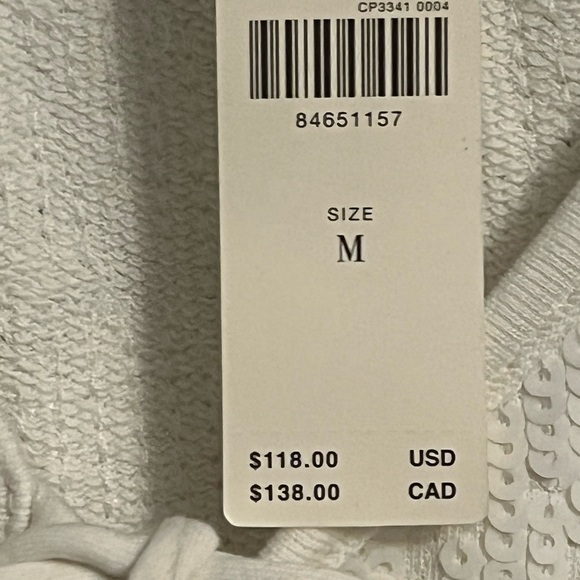 CP3341 0004
84651157
SIZE
M
$118.00 USD
$138.00 CAD